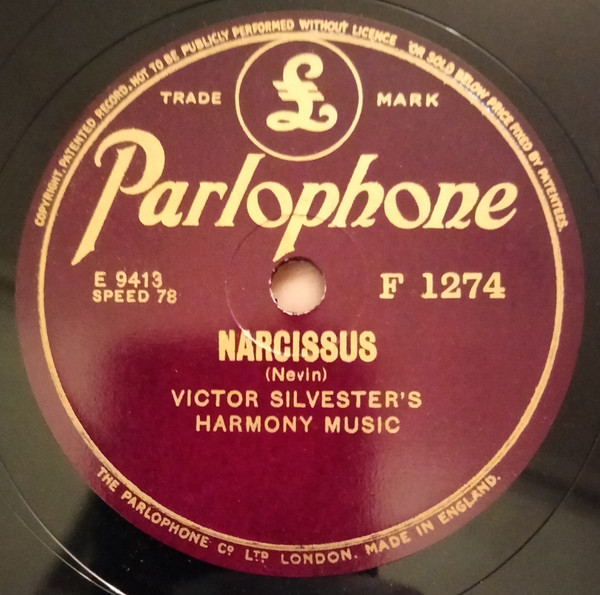 COPYRIGHT, PATENTED RECORD, NOT TO BE PUBLICLY PERFORMED WITHOUT LICENCE OR SOLD BELOW PRICE FIXED BY PATENTEES.
£
TRADE MARK
Parlophone
E 9413
SPEED 78
F 1274
NARCISSUS
(Nevin)
VICTOR SILVESTER'S
HARMONY MUSIC
THE PARLOPHONE Co LTD LONDON. MADE IN ENGLAND.